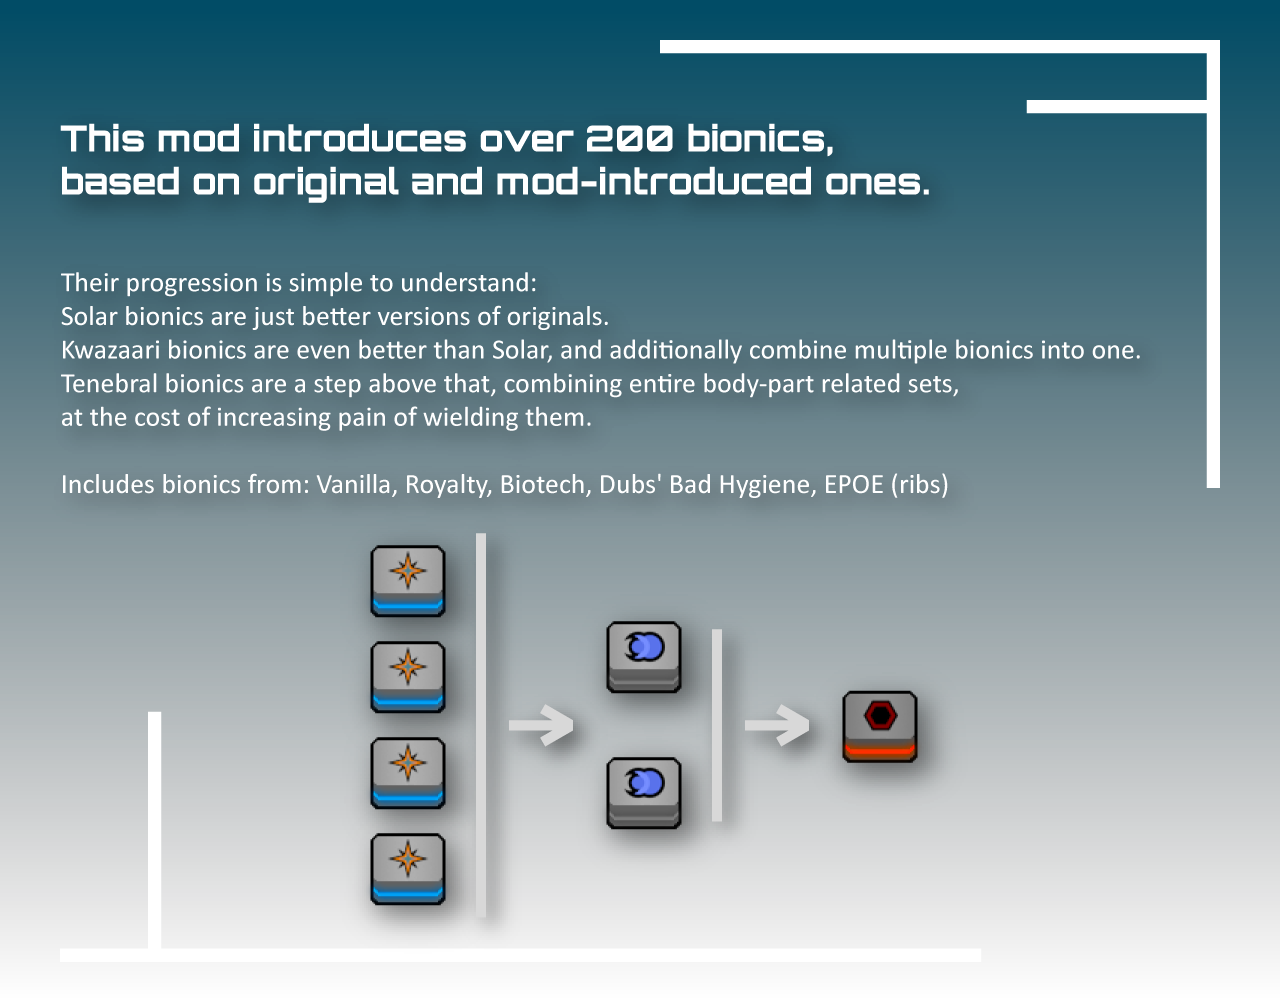 This mod introduces over 200 bionics,
based on original and mod-introduced ones.
Their progression is simple to understand:
Solar bionics are just better versions of originals.
Kwazaari bionics are even better than Solar, and additionally combine multiple bionics into one.
Tenebral bionics are a step above that, combining entire body-part related sets,
at the cost of increasing pain of wielding them.
Includes bionics from: Vanilla, Royalty, Biotech, Dubs' Bad Hygiene, EPOE (ribs)